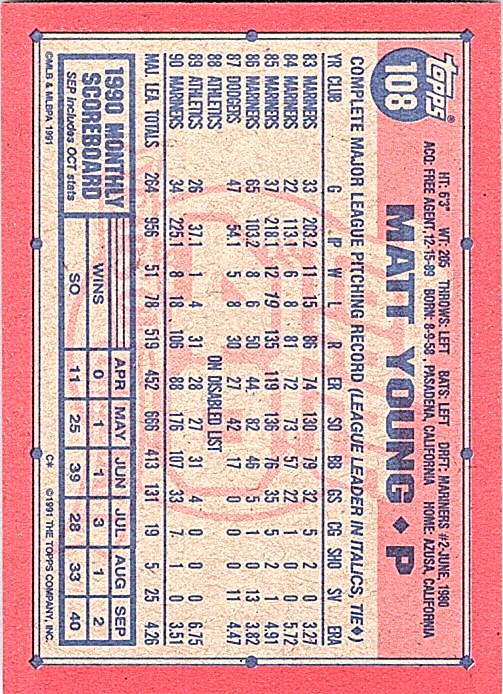 TOPPS®
108
HT: 6'3" WT: 205 THROWS: LEFT BATS: LEFT DRFT: MARINERS #2-JUNE, 1980
ACQ: FREE AGENT, 12-15-89 BORN: 8-9-58, PASADENA, CALIFORNIA HOME: AZUSA, CALIFORNIA
MATT YOUNG ♦ P
COMPLETE MAJOR LEAGUE PITCHING RECORD (LEAGUE LEADER IN ITALICS, TIE♦)
YR CLUB G IP W L R ER SO BB GS CG SHO SV ERA
83 MARINERS 33 203.2 11 15 86 74 130 79 32 5 2 0 3.27
84 MARINERS 22 113.1 6 8 81 72 73 57 22 1 0 0 5.72
85 MARINERS 37 218.1 12 19 135 119 136 76 35 5 2 1 4.91
86 MARINERS 65 103.2 8 6 50 44 82 46 5 1 0 13 3.82
87 DODGERS 47 54.1 5 8 30 27 42 17 0 0 0 11 4.47
88 ATHLETICS ON DISABLED LIST
89 ATHLETICS 26 37.1 1 4 31 28 27 31 4 0 0 0 6.75
90 MARINERS 34 225.1 8 18 106 88 176 107 33 7 1 0 3.51
MAJ. LEA. TOTALS 264 956 51 78 519 452 666 413 131 19 5 25 4.26
1990 MONTHLY
SCOREBOARD
SEP Includes OCT stats
APR MAY JUN JUL AUG SEP
WINS 0 1 1 3 1 2
SO 11 25 39 28 33 40
©MLB & MLBPA 1991
C* ©1991 THE TOPPS COMPANY, INC.